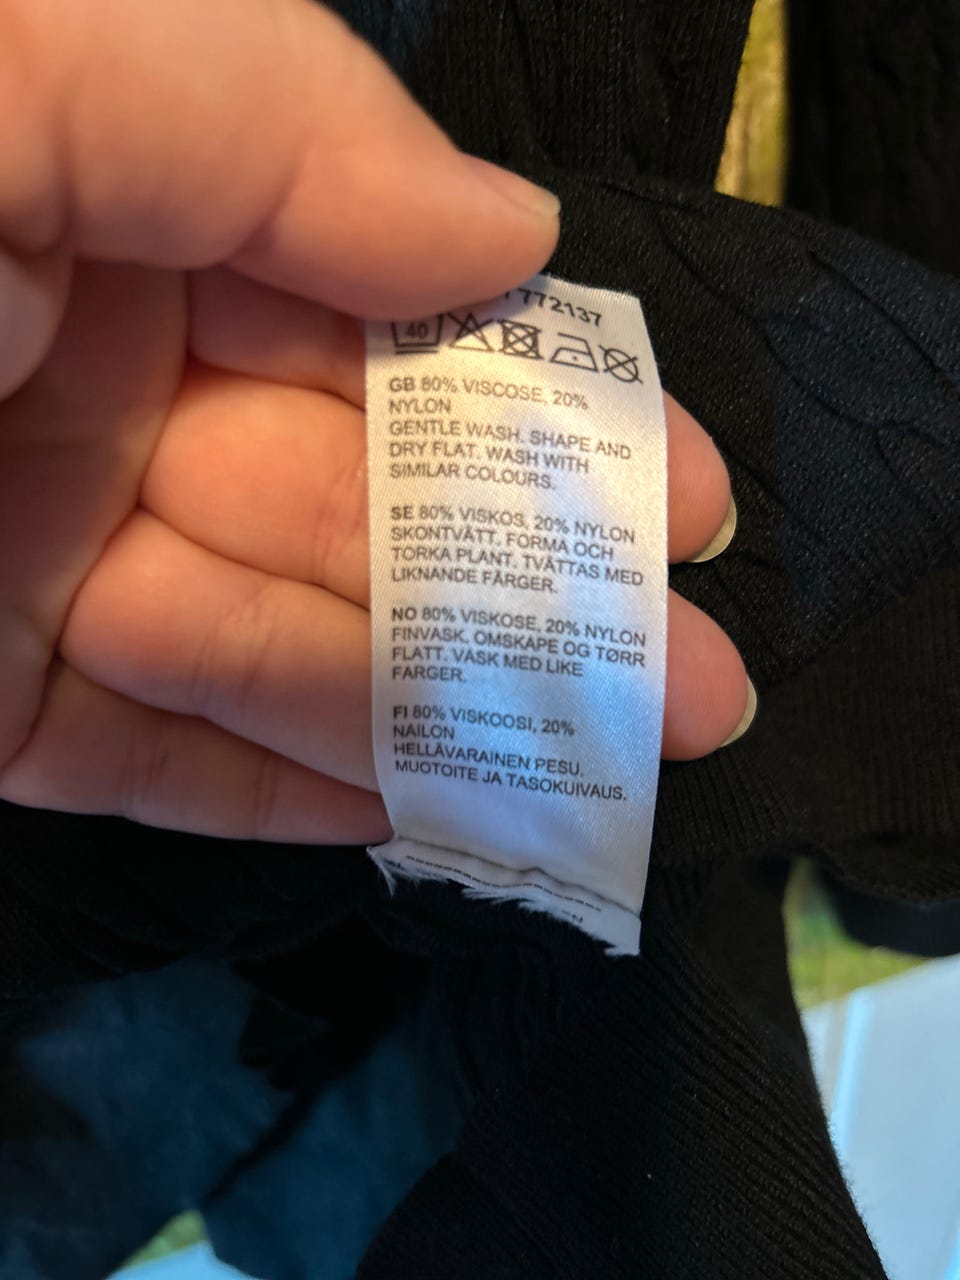 772137
40
GB 80% VISCOSE, 20%
NYLON
GENTLE WASH. SHAPE AND
DRY FLAT. WASH WITH
SIMILAR COLOURS.
SE 80% VISKOS, 20% NYLON
SKONTVÄTT. FORMA OCH
TORKA PLANT. TVÄTTAS MED
LIKNANDE FÄRGER.
NO 80% VISKOSE, 20% NYLON
FINVASK. OMSKAPE OG TØRR
FLATT. VASK MED LIKE
FARGER.
FI 80% VISKOOSI, 20%
NAILON
HELLÄVARAINEN PESU.
MUOTOITE JA TASOKUIVAUS.